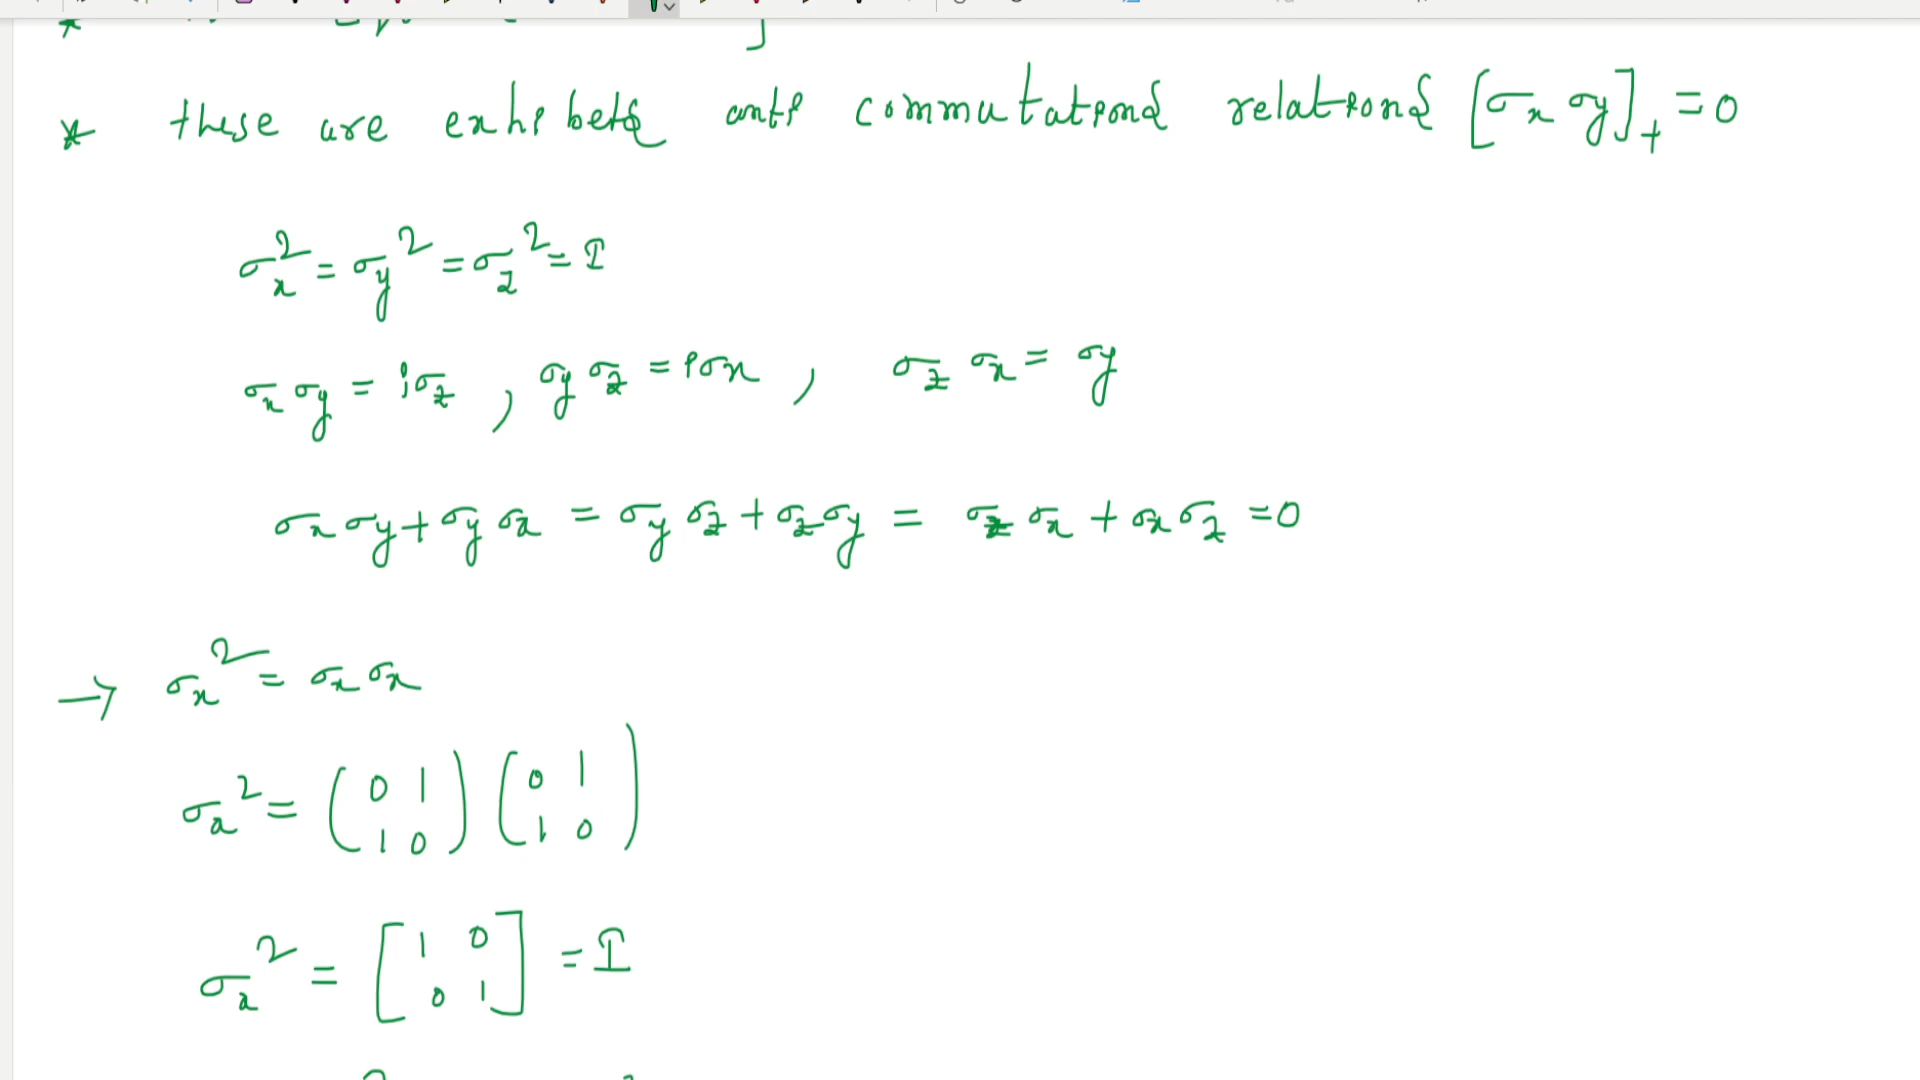 * these are exhibets anti commutations relations [σx σy]₊ = 0
σx² = σy² = σz² = I
σx σy = iσz , σy σz = iσx , σz σx = σy
σx σy + σy σx = σy σz + σz σy = σz σx + σx σz = 0
→ σx² = σx σx
σx² = (0 1
1 0) (0 1
1 0)
σx² = [1 0
0 1] = I